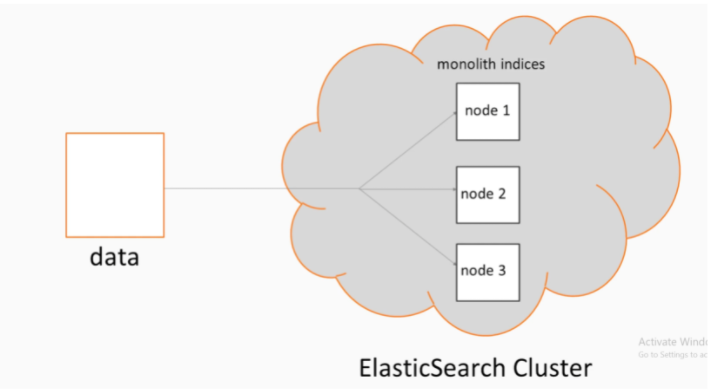 monolith indices
node 1
node 2
node 3
data
ElasticSearch Cluster
Activate Windo
Go to Settings to ac